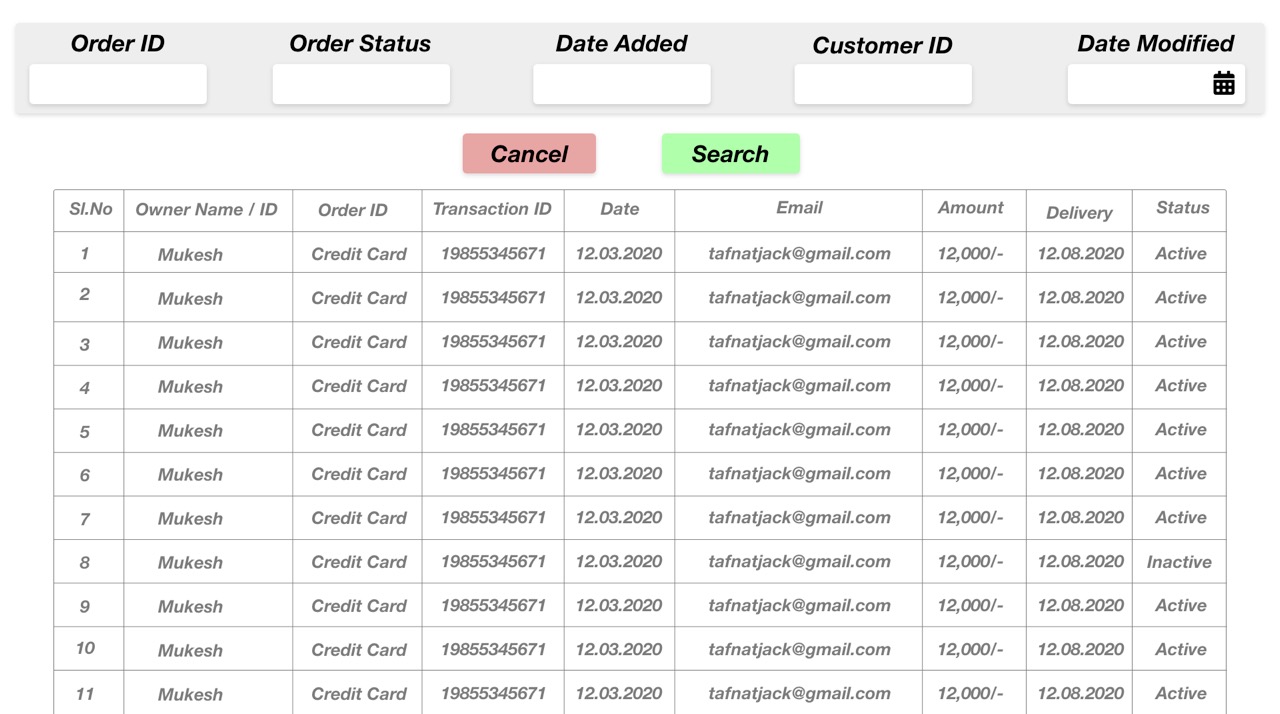 Order ID Order Status Date Added Customer ID Date Modified
Cancel Search
Sl.No Owner Name / ID Order ID Transaction ID Date Email Amount Delivery Status
1 Mukesh Credit Card 19855345671 12.03.2020 tafnatjack@gmail.com 12,000/- 12.08.2020 Active
2 Mukesh Credit Card 19855345671 12.03.2020 tafnatjack@gmail.com 12,000/- 12.08.2020 Active
3 Mukesh Credit Card 19855345671 12.03.2020 tafnatjack@gmail.com 12,000/- 12.08.2020 Active
4 Mukesh Credit Card 19855345671 12.03.2020 tafnatjack@gmail.com 12,000/- 12.08.2020 Active
5 Mukesh Credit Card 19855345671 12.03.2020 tafnatjack@gmail.com 12,000/- 12.08.2020 Active
6 Mukesh Credit Card 19855345671 12.03.2020 tafnatjack@gmail.com 12,000/- 12.08.2020 Active
7 Mukesh Credit Card 19855345671 12.03.2020 tafnatjack@gmail.com 12,000/- 12.08.2020 Active
8 Mukesh Credit Card 19855345671 12.03.2020 tafnatjack@gmail.com 12,000/- 12.08.2020 Inactive
9 Mukesh Credit Card 19855345671 12.03.2020 tafnatjack@gmail.com 12,000/- 12.08.2020 Active
10 Mukesh Credit Card 19855345671 12.03.2020 tafnatjack@gmail.com 12,000/- 12.08.2020 Active
11 Mukesh Credit Card 19855345671 12.03.2020 tafnatjack@gmail.com 12,000/- 12.08.2020 Active